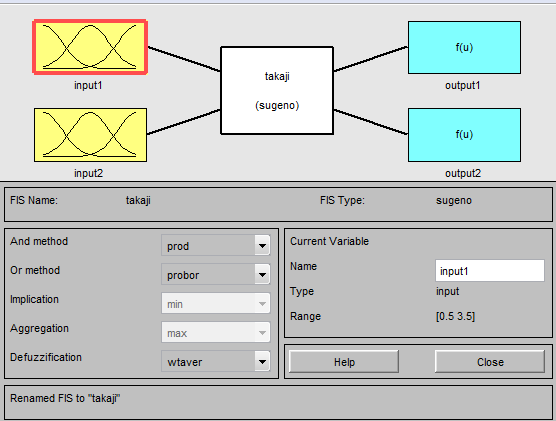 takaji
(sugeno)
f(u)
f(u)
input1
output1
input2
output2
FIS Name: takaji FIS Type: sugeno
And method prod
Or method probor
Implication min
Aggregation max
Defuzzification wtaver
Current Variable
Name input1
Type input
Range [0.5 3.5]
Help Close
Renamed FIS to "takaji"